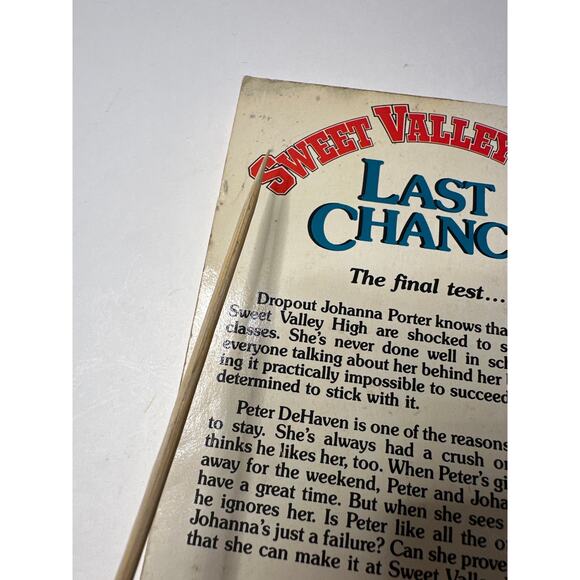 SWEET VALLEY
LAST
CHANC
The final test...
Dropout Johanna Porter knows tha
Sweet Valley High are shocked to s
classes. She's never done well in sch
everyone talking about her behind her b
ing it practically impossible to succeed
determined to stick with it.
Peter DeHaven is one of the reasons
to stay. She's always had a crush on
thinks he likes her, too. When Peter's gi
away for the weekend, Peter and Joha
have a great time. But when she sees
he ignores her. Is Peter like all the o
Johanna's just a failure? Can she prove
that she can make it at Sweet Valle